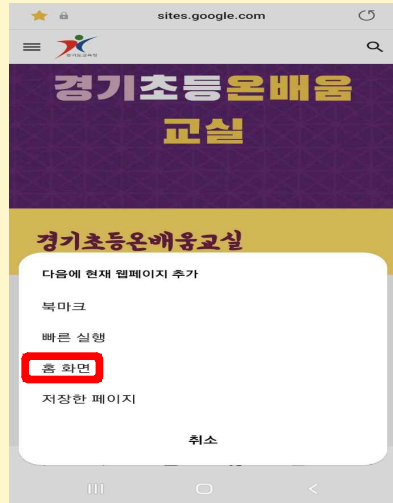 sites.google.com
경기초등온배움
교실
경기초등온배움교실
다음에 현재 웹페이지 추가
북마크
빠른 실행
홈 화면
저장한 페이지
취소